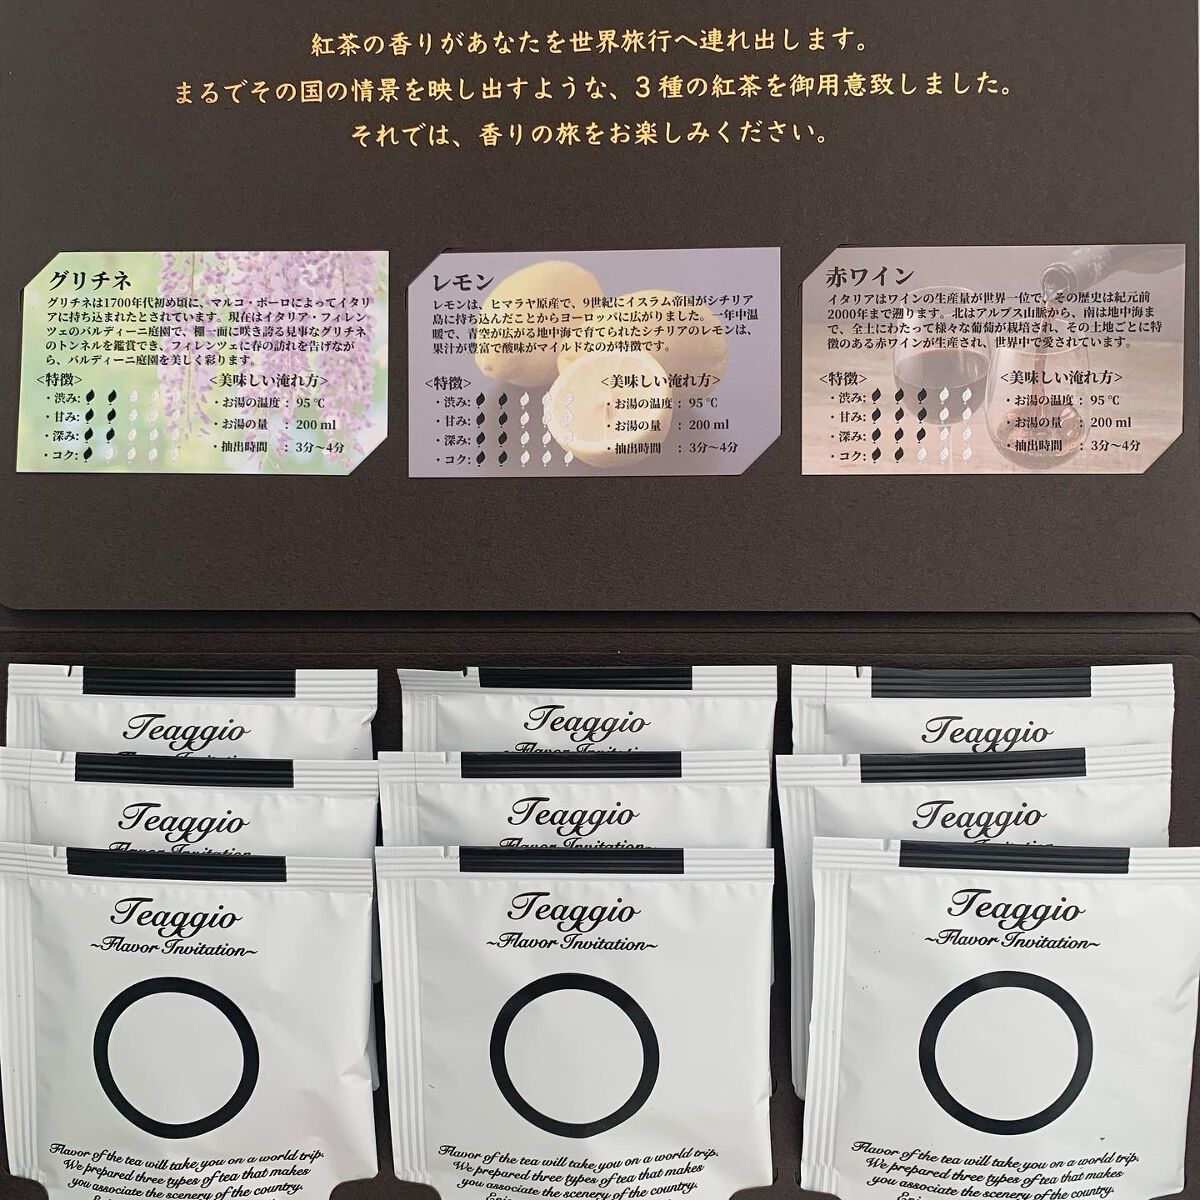 紅茶の香りがあなたを世界旅行へ連れ出します。
まるでその国の情景を映し出すような、3種の紅茶を御用意致しました。
それでは、香りの旅をお楽しみください。
グリチネ
グリチネは1700年代初め頃に、マルコ・ポーロによってイタリ
アに持ち込まれたとされています。現在はイタリア・フィレン
ツェのバルディーニ庭園で、棚一面に咲き誇る見事なグリチネ
のトンネルを鑑賞でき、フィレンツェに春の訪れを告げなが
ら、バルディーニ庭園を美しく彩ります。
<特徴>
・渋み:
・甘み:
・深み:
・コク:
<美味しい淹れ方>
・お湯の温度 : 95 ℃
・お湯の量 : 200 ml
・抽出時間 : 3分〜4分
レモン
レモンは、ヒマラヤ原産で、9世紀にイスラム帝国がシチリア
島に持ち込んだことからヨーロッパに広がりました。一年中温
暖で、青空が広がる地中海で育てられたシチリアのレモンは、
果汁が豊富で酸味がマイルドなのが特徴です。
<特徴>
・渋み:
・甘み:
・深み:
・コク:
<美味しい淹れ方>
・お湯の温度 : 95 ℃
・お湯の量 : 200 ml
・抽出時間 : 3分〜4分
赤ワイン
イタリアはワインの生産量が世界一位で、その歴史は紀元前
2000年まで遡ります。北はアルプス山脈から、南は地中海ま
で、全土にわたって様々な葡萄が栽培され、その土地ごとに特
徴のある赤ワインが生産され、世界中で愛されています。
<特徴>
・渋み:
・甘み:
・深み:
・コク:
<美味しい淹れ方>
・お湯の温度 : 95 ℃
・お湯の量 : 200 ml
・抽出時間 : 3分〜4分
Teaggio
Teaggio
~Flavor Invitation
Teaggio
Teaggio
Flavor Invitation
Teaggio
Flavor Invitation~
Teaggio
Flavor Invitation
Teaggio
~Flavor Invitation~
Flavor of the tea will take you on a world trip.
We prepared three types of tea that makes
you associate the scenery of the country.
Teaggio
~Flavor Invitation~
Flavor of the tea will take you on a world trip.
We prepared three types of tea that makes
you associate the scenery of the country.
Teaggio
~Flavor Invitation~
Flavor of the tea will take you on a world trip.
We prepared three types of tea that makes
you associate the scenery of the country.